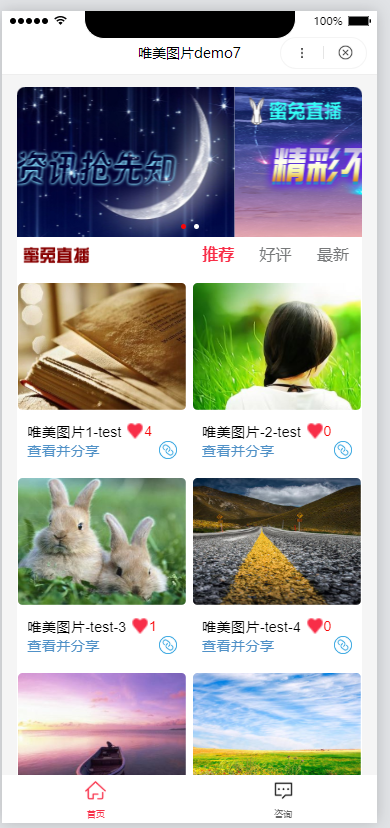 100%
唯美图片demo7
资讯抢先知
蜜兔直播
精彩不
蜜兔直播
推荐 好评 最新
唯美图片1-test 4
查看并分享
唯美图片-2-test 0
查看并分享
唯美图片-test-3 1
查看并分享
唯美图片-test-4 0
查看并分享
首页
咨询